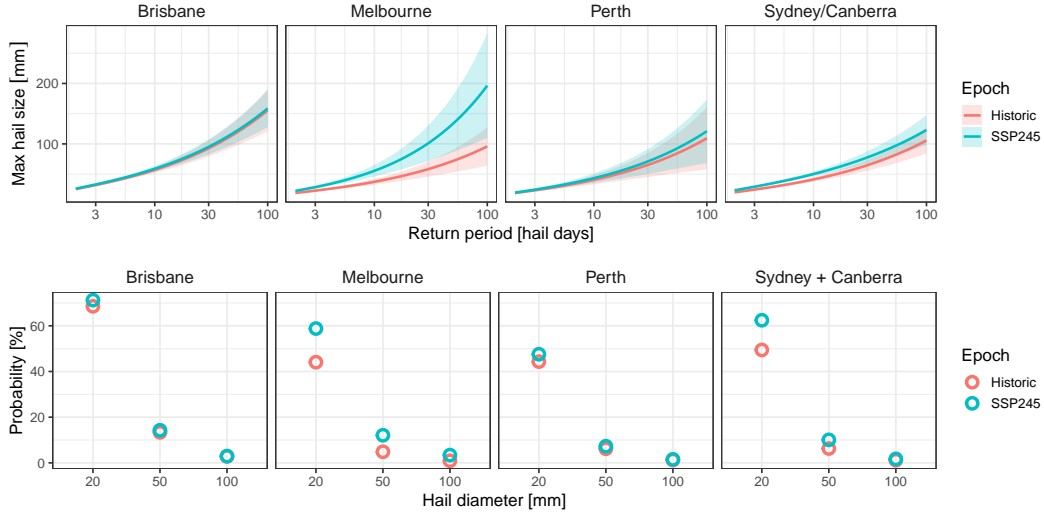 Brisbane Melbourne Perth Sydney/Canberra
Max hail size [mm]
200
100
3 10 30 100 3 10 30 100 3 10 30 100 3 10 30 100
Return period [hail days]
Epoch
Historic
SSP245
Brisbane Melbourne Perth Sydney + Canberra
Probability [%]
60
40
20
0
20 50 100 20 50 100 20 50 100 20 50 100
Hail diameter [mm]
Epoch
Historic
SSP245